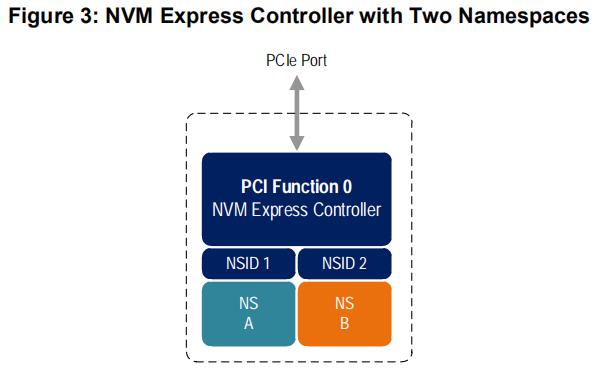 Figure 3: NVM Express Controller with Two Namespaces
PCIe Port
PCI Function 0
NVM Express Controller
NSID 1
NSID 2
NS
A
NS
B